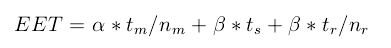 EET = α ∗ t_m/n_m + β ∗ t_s + β ∗ t_r/n_r